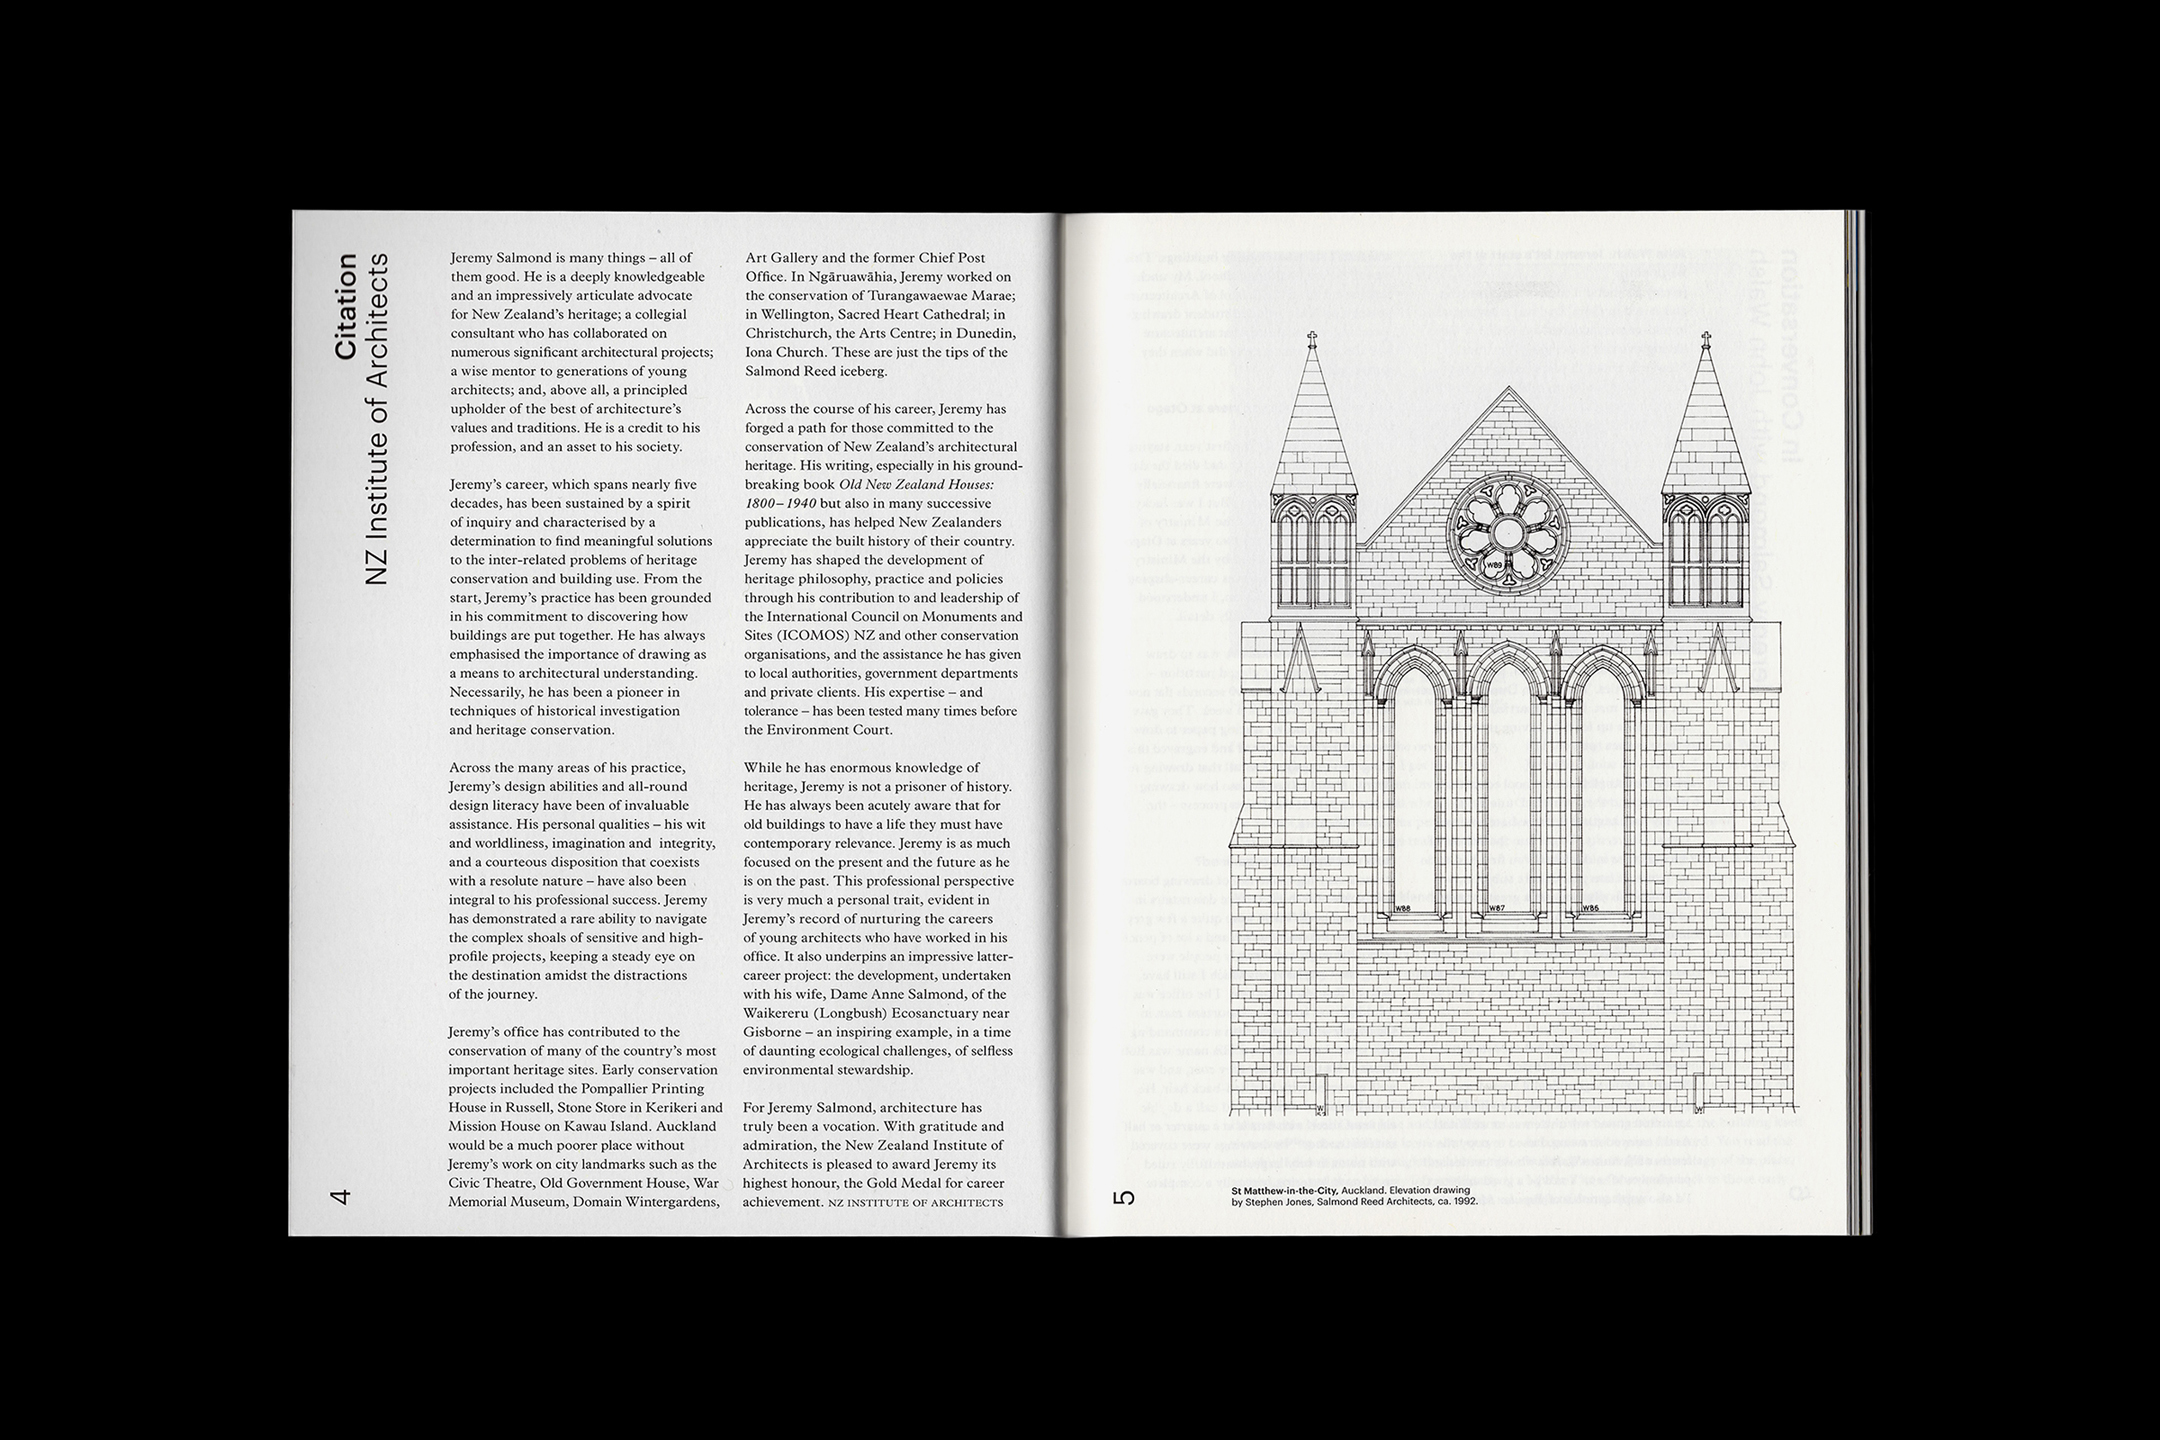 Citation
NZ Institute of Architects
Jeremy Salmond is many things – all of
them good. He is a deeply knowledgeable
and an impressively articulate advocate
for New Zealand's heritage; a collegial
consultant who has collaborated on
numerous significant architectural projects;
a wise mentor to generations of young
architects; and, above all, a principled
upholder of the best of architecture's
values and traditions. He is a credit to his
profession, and an asset to his society.
Jeremy's career, which spans nearly five
decades, has been sustained by a spirit
of inquiry and characterised by a
determination to find meaningful solutions
to the inter-related problems of heritage
conservation and building use. From the
start, Jeremy's practice has been grounded
in his commitment to discovering how
buildings are put together. He has always
emphasised the importance of drawing as
a means to architectural understanding.
Necessarily, he has been a pioneer in
techniques of historical investigation
and heritage conservation.
Across the many areas of his practice,
Jeremy's design abilities and all-round
design literacy have been of invaluable
assistance. His personal qualities – his wit
and worldliness, imagination and integrity,
and a courteous disposition that coexists
with a resolute nature – have also been
integral to his professional success. Jeremy
has demonstrated a rare ability to navigate
the complex shoals of sensitive and high-
profile projects, keeping a steady eye on
the destination amidst the distractions
of the journey.
Jeremy's office has contributed to the
conservation of many of the country's most
important heritage sites. Early conservation
projects included the Pompallier Printing
House in Russell, Stone Store in Kerikeri and
Mission House on Kawau Island. Auckland
would be a much poorer place without
Jeremy's work on city landmarks such as the
Civic Theatre, Old Government House, War
Memorial Museum, Domain Wintergardens,
Art Gallery and the former Chief Post
Office. In Ngāruawāhia, Jeremy worked on
the conservation of Turangawaewae Marae;
in Wellington, Sacred Heart Cathedral; in
Christchurch, the Arts Centre; in Dunedin,
Iona Church. These are just the tips of the
Salmond Reed iceberg.
Across the course of his career, Jeremy has
forged a path for those committed to the
conservation of New Zealand's architectural
heritage. His writing, especially in his ground-
breaking book Old New Zealand Houses:
1800–1940 but also in many successive
publications, has helped New Zealanders
appreciate the built history of their country.
Jeremy has shaped the development of
heritage philosophy, practice and policies
through his contribution to and leadership of
the International Council on Monuments and
Sites (ICOMOS) NZ and other conservation
organisations, and the assistance he has given
to local authorities, government departments
and private clients. His expertise – and
tolerance – has been tested many times before
the Environment Court.
While he has enormous knowledge of
heritage, Jeremy is not a prisoner of history.
He has always been acutely aware that for
old buildings to have a life they must have
contemporary relevance. Jeremy is as much
focused on the present and the future as he
is on the past. This professional perspective
is very much a personal trait, evident in
Jeremy's record of nurturing the careers
of young architects who have worked in his
office. It also underpins an impressive latter-
career project: the development, undertaken
with his wife, Dame Anne Salmond, of the
Waikereru (Longbush) Ecosanctuary near
Gisborne – an inspiring example, in a time
of daunting ecological challenges, of selfless
environmental stewardship.
For Jeremy Salmond, architecture has
truly been a vocation. With gratitude and
admiration, the New Zealand Institute of
Architects is pleased to award Jeremy its
highest honour, the Gold Medal for career
achievement. NZ INSTITUTE OF ARCHITECTS
4
W89
W88
W87
W86
5
St Matthew-in-the-City, Auckland. Elevation drawing
by Stephen Jones, Salmond Reed Architects, ca. 1992.